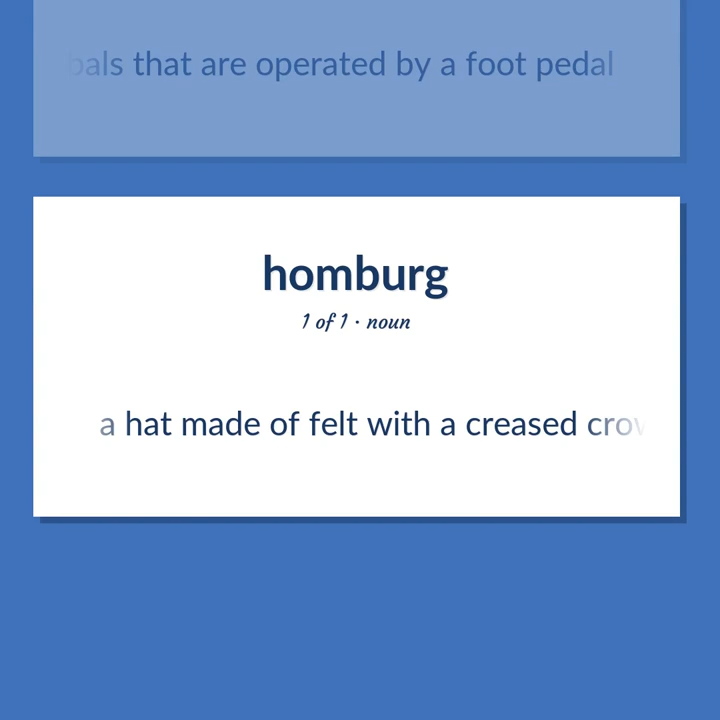 that are operated by a foot pedal
homburg
1 of 1 · noun
a hat made of felt with a creased